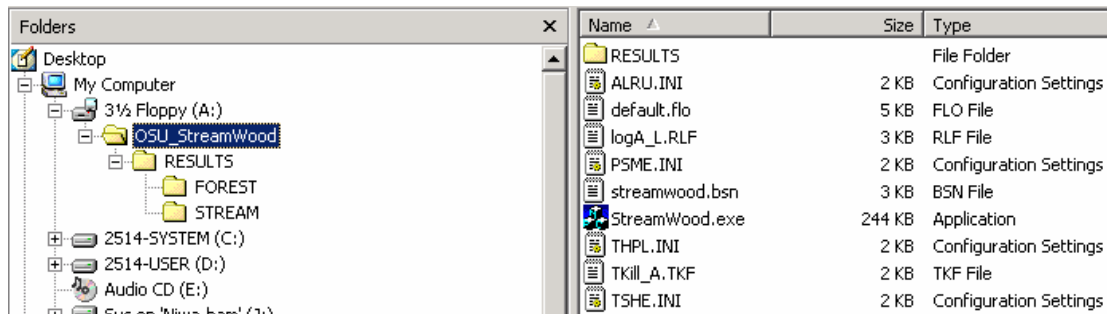 Folders
Desktop
My Computer
3½ Floppy (A:)
OSU_StreamWood
RESULTS
FOREST
STREAM
2514-SYSTEM (C:)
2514-USER (D:)
Audio CD (E:)
Name Size Type
RESULTS File Folder
ALRU.INI 2 KB Configuration Settings
default.flo 5 KB FLO File
logA_L.RLF 3 KB RLF File
PSME.INI 2 KB Configuration Settings
streamwood.bsn 3 KB BSN File
StreamWood.exe 244 KB Application
THPL.INI 2 KB Configuration Settings
TKill_A.TKF 2 KB TKF File
TSHE.INI 2 KB Configuration Settings